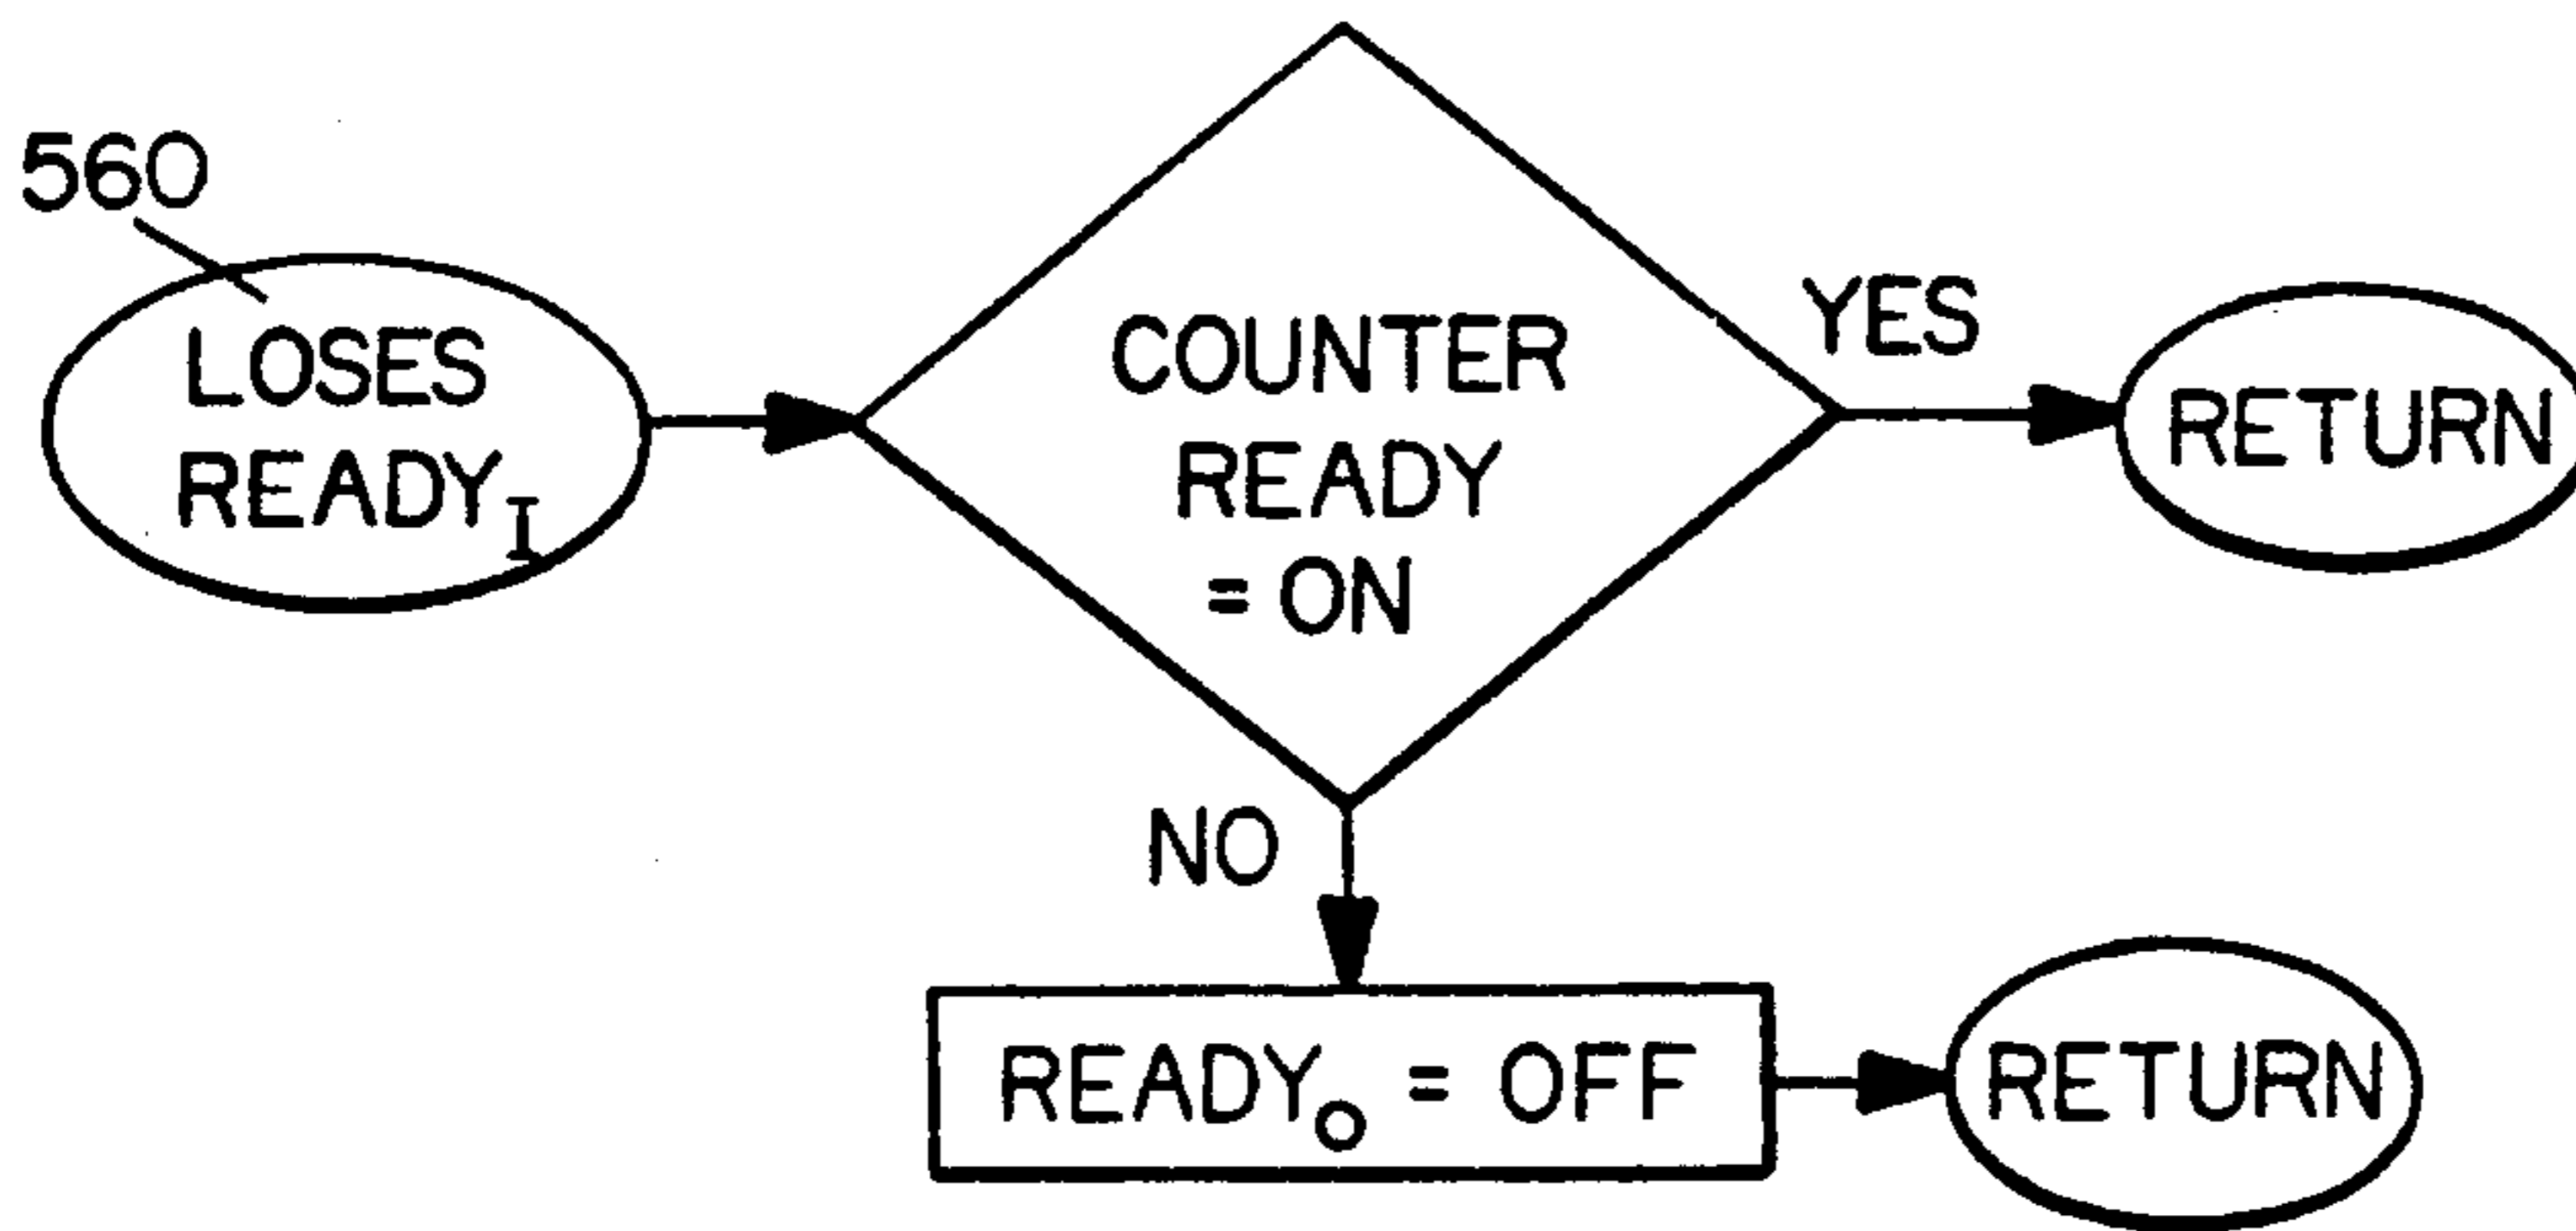 560
LOSES
READY_I
COUNTER
READY
= ON
YES
RETURN
NO
READY_O = OFF
RETURN